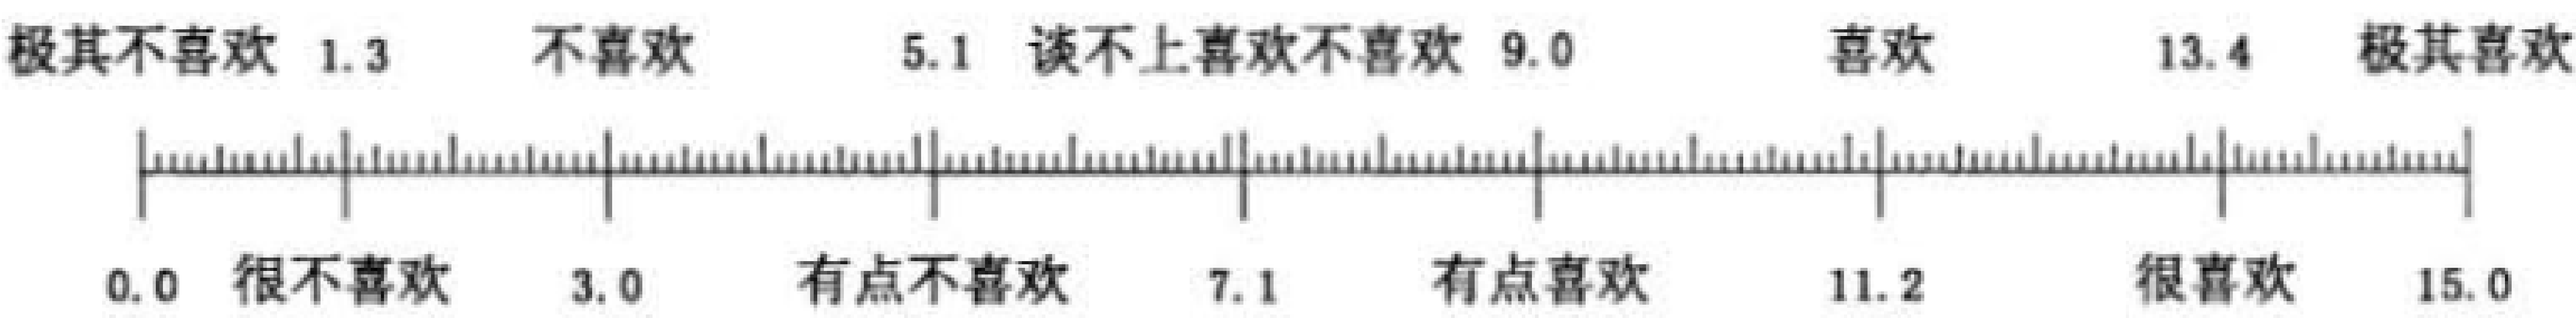 极其不喜欢 1.3 不喜欢 5.1 谈不上喜欢不喜欢 9.0 喜欢 13.4 极其喜欢
0.0 很不喜欢 3.0 有点不喜欢 7.1 有点喜欢 11.2 很喜欢 15.0